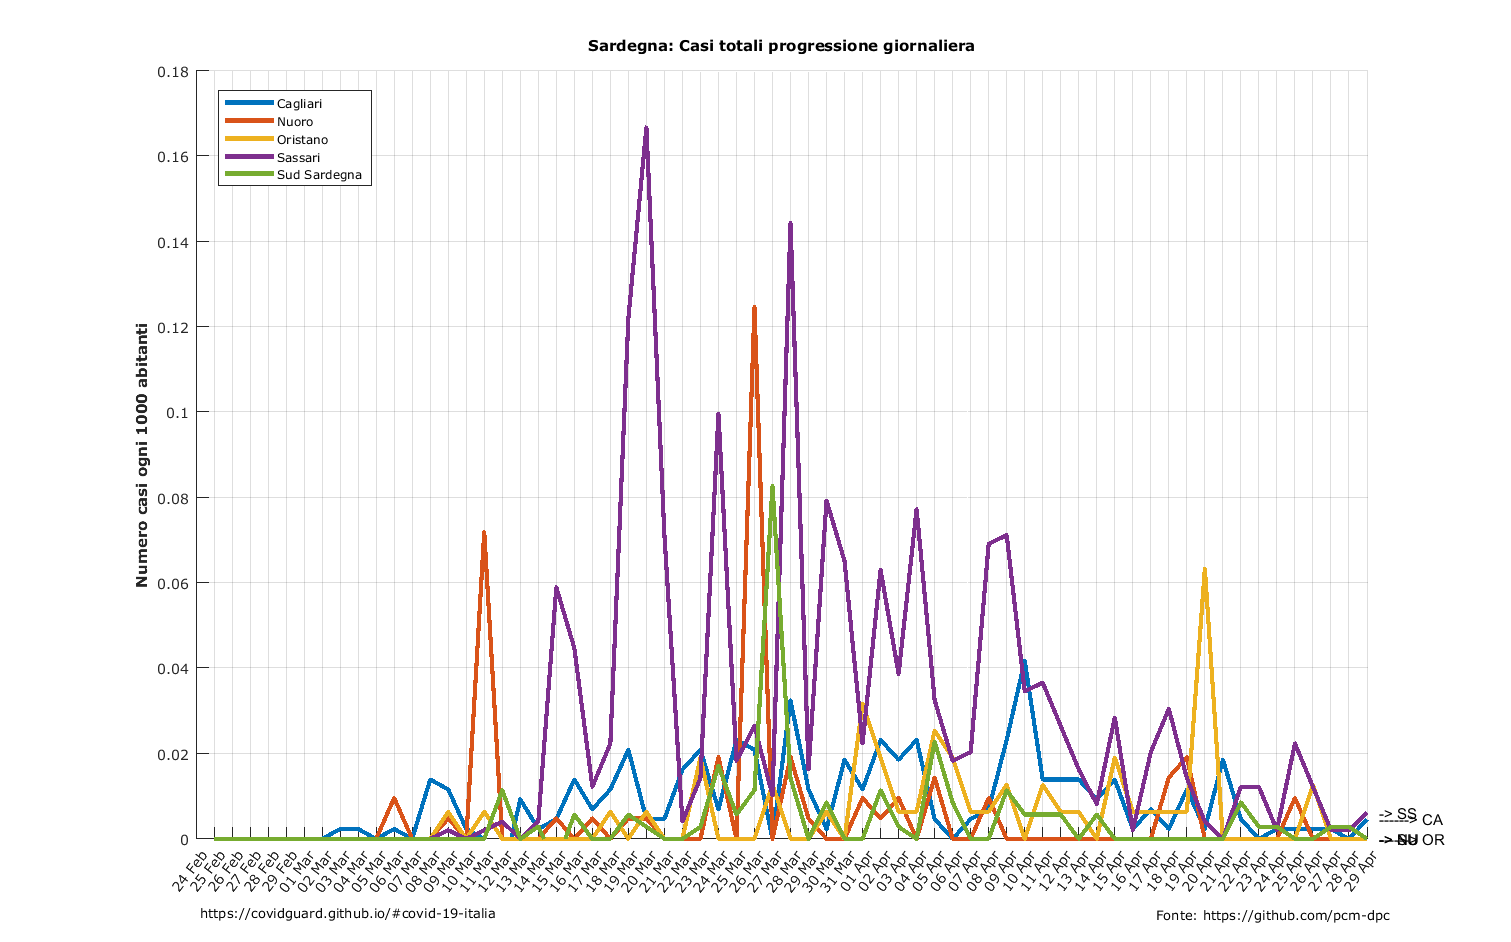 Sardegna: Casi totali progressione giornaliera
Numero casi ogni 1000 abitanti
0.18
0.16
0.14
0.12
0.1
0.08
0.06
0.04
0.02
0
Cagliari
Nuoro
Oristano
Sassari
Sud Sardegna
24 Feb
25 Feb
26 Feb
27 Feb
28 Feb
29 Feb
01 Mar
02 Mar
03 Mar
04 Mar
05 Mar
06 Mar
07 Mar
08 Mar
09 Mar
10 Mar
11 Mar
12 Mar
13 Mar
14 Mar
15 Mar
16 Mar
17 Mar
18 Mar
19 Mar
20 Mar
21 Mar
22 Mar
23 Mar
24 Mar
25 Mar
26 Mar
27 Mar
28 Mar
29 Mar
30 Mar
31 Mar
01 Apr
02 Apr
03 Apr
04 Apr
05 Apr
06 Apr
07 Apr
08 Apr
09 Apr
10 Apr
11 Apr
12 Apr
13 Apr
14 Apr
15 Apr
16 Apr
17 Apr
18 Apr
19 Apr
20 Apr
21 Apr
22 Apr
23 Apr
24 Apr
25 Apr
26 Apr
27 Apr
28 Apr
29 Apr
-> SS
------> CA
OR
https://covidguard.github.io/#covid-19-italia
Fonte: https://github.com/pcm-dpc